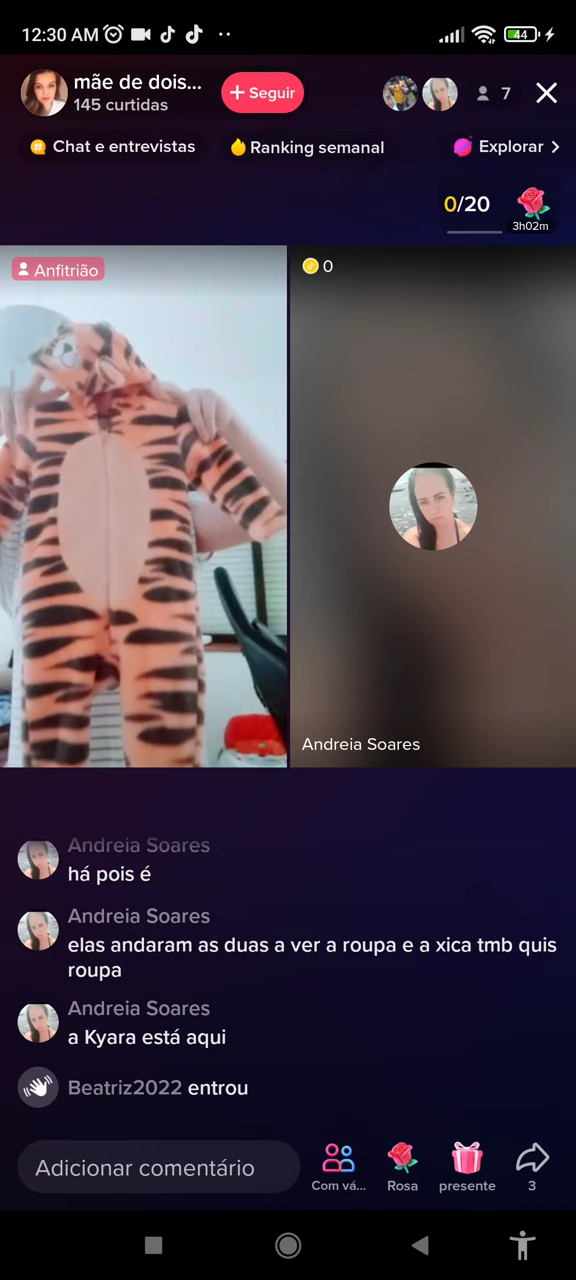 12:30 AM
44
mãe de dois...
145 curtidas
+ Seguir
7
Chat e entrevistas
Ranking semanal
Explorar
0/20
3h02m
Anfitrião
0
Andreia Soares
Andreia Soares
há pois é
Andreia Soares
elas andaram as duas a ver a roupa e a xica tmb quis
roupa
Andreia Soares
a Kyara está aqui
Beatriz2022 entrou
Adicionar comentário
Com vá...
Rosa
presente
3